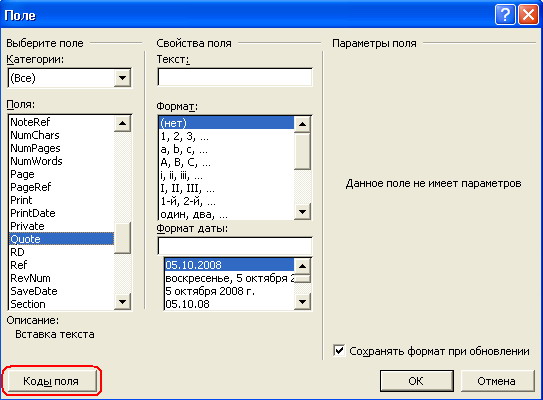 Поле
Выберите поле
Категории:
(Все)
Поля:
NoteRef
NumChars
NumPages
NumWords
Page
PageRef
Print
PrintDate
Private
Quote
RD
Ref
RevNum
SaveDate
Section
Описание:
Вставка текста
Свойства поля
Текст:
Формат:
(нет)
1, 2, 3, ...
a, b, c, ...
A, B, C, ...
i, ii, iii, ...
I, II, III, ...
1-й, 2-й, ...
один, два, ...
Формат даты:
05.10.2008
воскресенье, 5 октября 2
5 октября 2008 г.
05.10.08
Параметры поля
Данное поле не имеет параметров
Сохранять формат при обновлении
Коды поля
ОК
Отмена